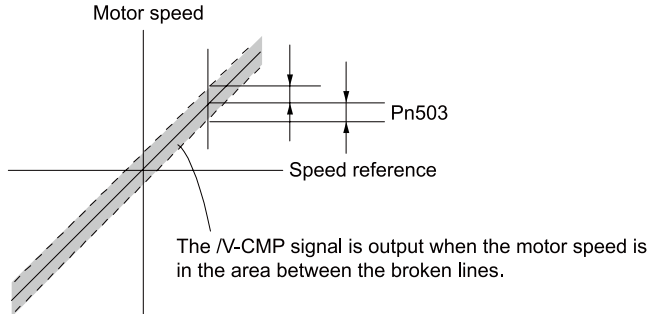 Motor speed
Pn503
Speed reference
The /V-CMP signal is output when the motor speed is
in the area between the broken lines.